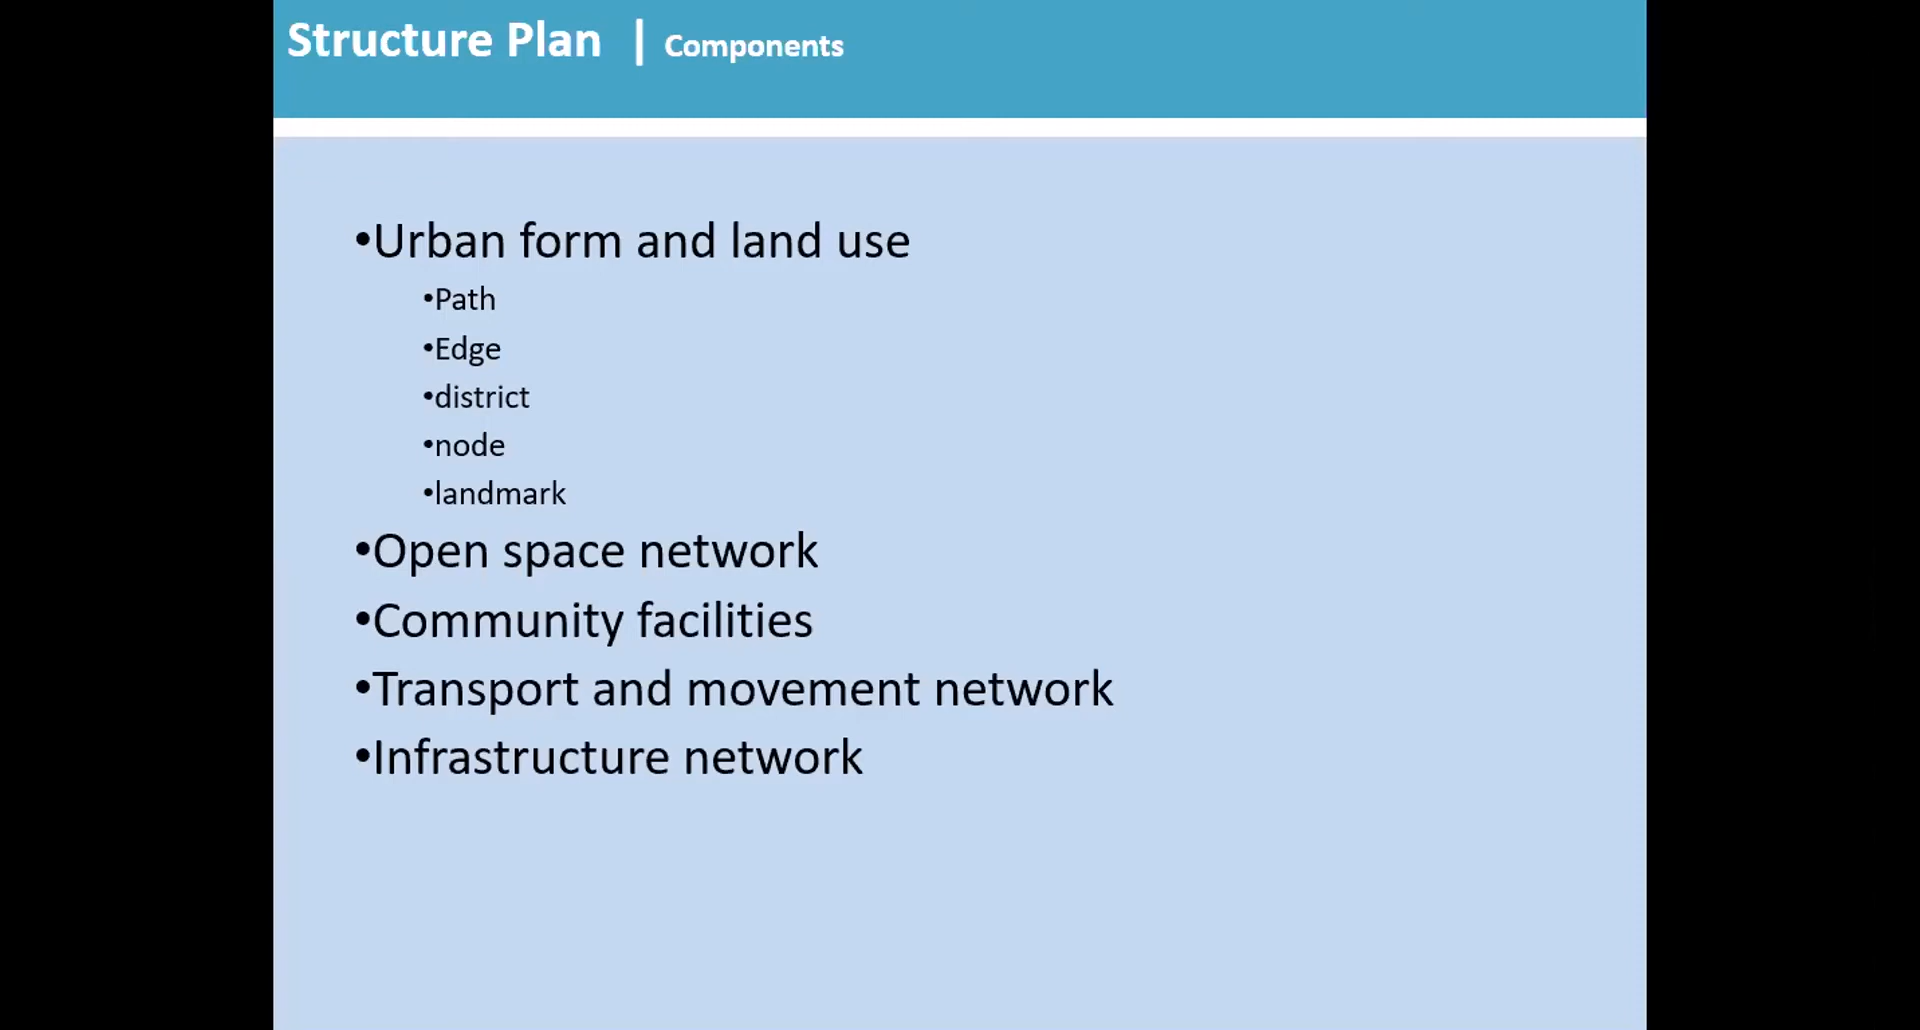 Structure Plan | Components
•Urban form and land use
•Path
•Edge
•district
•node
•landmark
•Open space network
•Community facilities
•Transport and movement network
•Infrastructure network